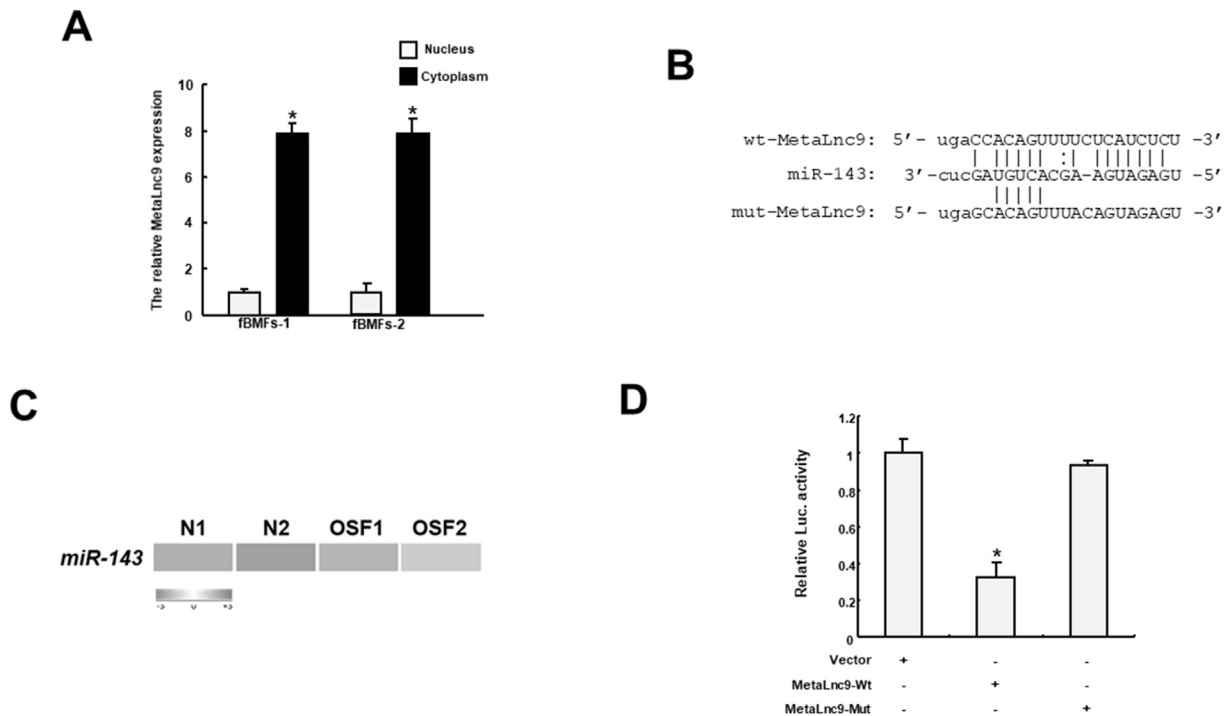 A
Nucleus
Cytoplasm
The relative MetaLnc9 expression
10
8
6
4
2
0
*
*
fBMFs-1
fBMFs-2
B
wt-MetaLnc9: 5’- ugaCCACAGUUUUCUCAUCUCU -3’
miR-143: 3’-cucGAUGUCACGA-AGUAGAGU -5’
mut-MetaLnc9: 5’- ugaGCACAGUUUACAGUAGAGU -3’
C
N1 N2 OSF1 OSF2
miR-143
-3 0 +3
D
Relative Luc. activity
1.2
1
0.8
0.6
0.4
0.2
0
*
Vector + - -
MetaLnc9-Wt - + -
MetaLnc9-Mut - - +